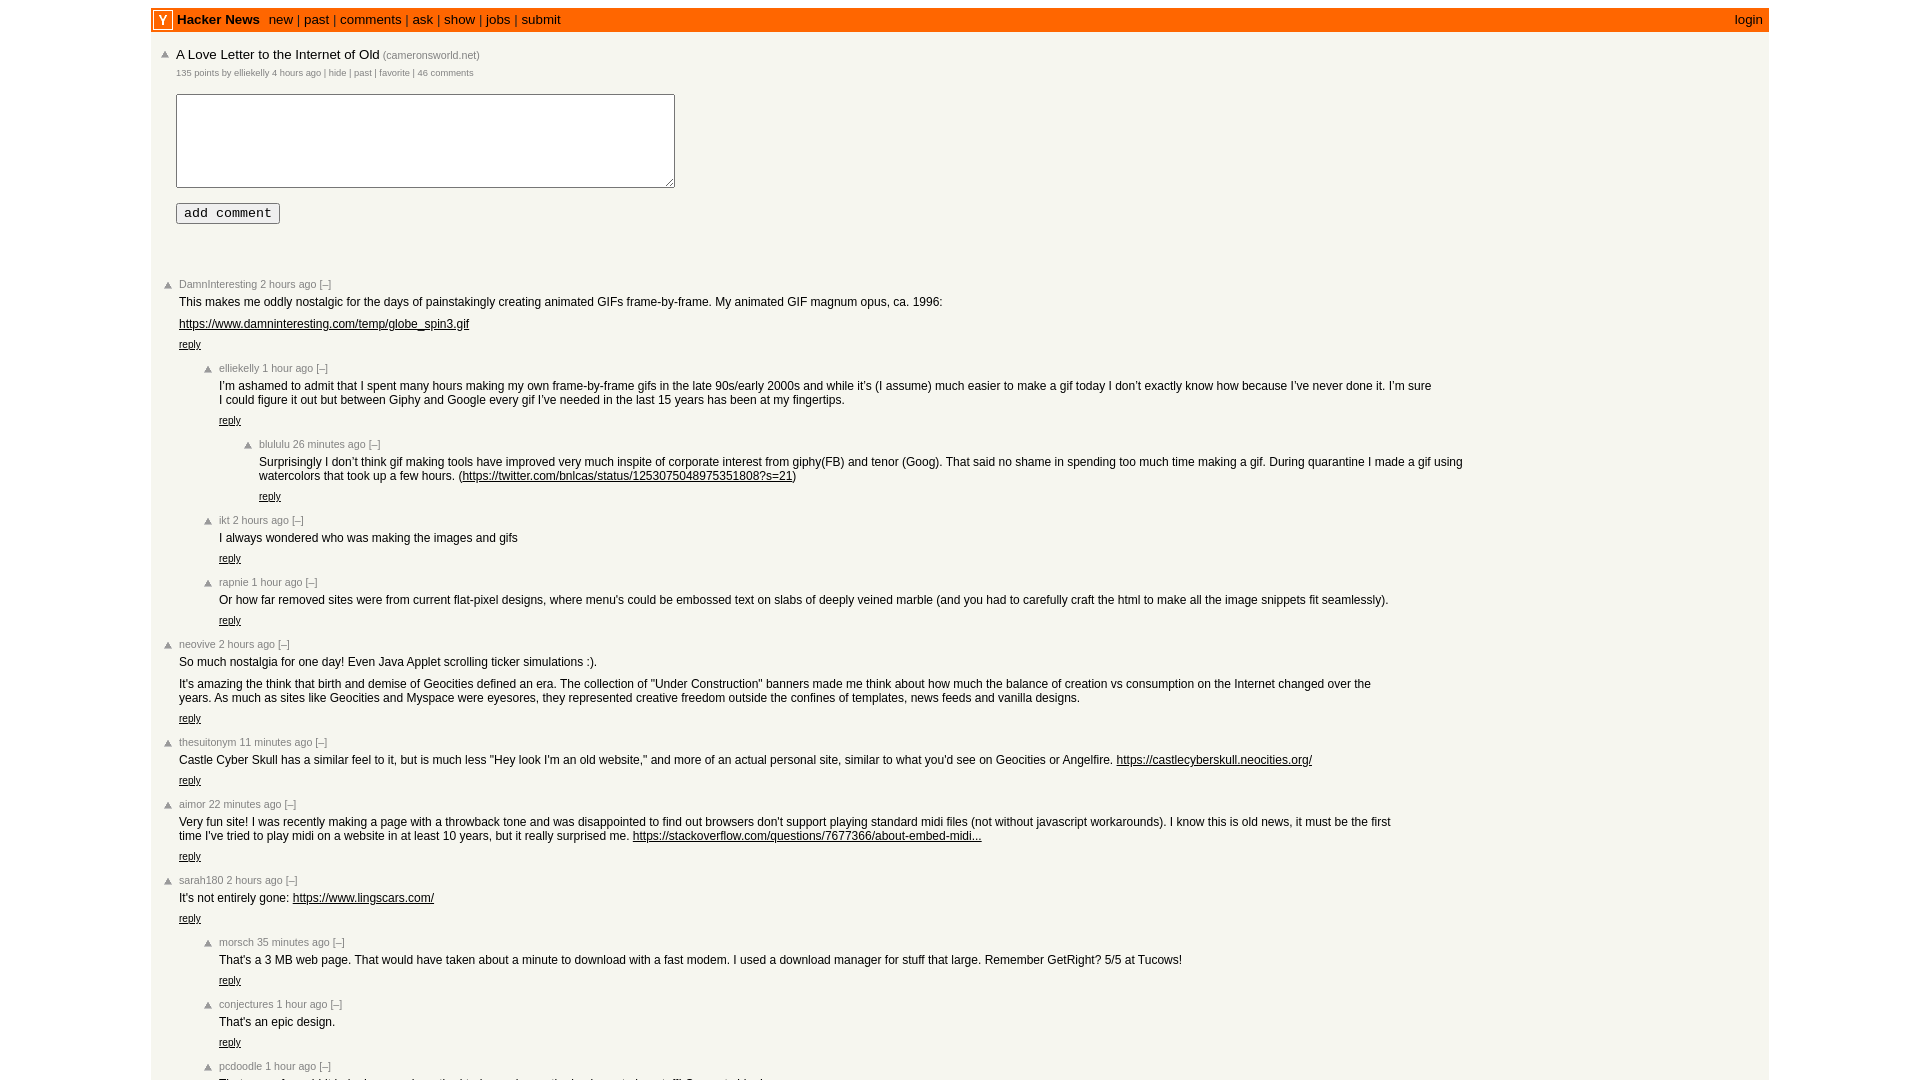 Y Hacker News new | past | comments | ask | show | jobs | submit login
A Love Letter to the Internet of Old (cameronsworld.net)
135 points by elliekelly 4 hours ago | hide | past | favorite | 46 comments
add comment
DamnInteresting 2 hours ago [–]
This makes me oddly nostalgic for the days of painstakingly creating animated GIFs frame-by-frame. My animated GIF magnum opus, ca. 1996:
https://www.damninteresting.com/temp/globe_spin3.gif
reply
elliekelly 1 hour ago [–]
I’m ashamed to admit that I spent many hours making my own frame-by-frame gifs in the late 90s/early 2000s and while it’s (I assume) much easier to make a gif today I don’t exactly know how because I’ve never done it. I’m sure
I could figure it out but between Giphy and Google every gif I’ve needed in the last 15 years has been at my fingertips.
reply
blululu 26 minutes ago [–]
Surprisingly I don’t think gif making tools have improved very much inspite of corporate interest from giphy(FB) and tenor (Goog). That said no shame in spending too much time making a gif. During quarantine I made a gif using
watercolors that took up a few hours. (https://twitter.com/bnlcas/status/1253075048975351808?s=21)
reply
ikt 2 hours ago [–]
I always wondered who was making the images and gifs
reply
rapnie 1 hour ago [–]
Or how far removed sites were from current flat-pixel designs, where menu's could be embossed text on slabs of deeply veined marble (and you had to carefully craft the html to make all the image snippets fit seamlessly).
reply
neovive 2 hours ago [–]
So much nostalgia for one day! Even Java Applet scrolling ticker simulations :).
It's amazing the think that birth and demise of Geocities defined an era. The collection of "Under Construction" banners made me think about how much the balance of creation vs consumption on the Internet changed over the
years. As much as sites like Geocities and Myspace were eyesores, they represented creative freedom outside the confines of templates, news feeds and vanilla designs.
reply
thesuitonym 11 minutes ago [–]
Castle Cyber Skull has a similar feel to it, but is much less "Hey look I'm an old website," and more of an actual personal site, similar to what you'd see on Geocities or Angelfire. https://castlecyberskull.neocities.org/
reply
aimor 22 minutes ago [–]
Very fun site! I was recently making a page with a throwback tone and was disappointed to find out browsers don't support playing standard midi files (not without javascript workarounds). I know this is old news, it must be the first
time I've tried to play midi on a website in at least 10 years, but it really surprised me. https://stackoverflow.com/questions/7677366/about-embed-midi...
reply
sarah180 2 hours ago [–]
It's not entirely gone: https://www.lingscars.com/
reply
morsch 35 minutes ago [–]
That's a 3 MB web page. That would have taken about a minute to download with a fast modem. I used a download manager for stuff that large. Remember GetRight? 5/5 at Tucows!
reply
conjectures 1 hour ago [–]
That's an epic design.
reply
pcdoodle 1 hour ago [–]